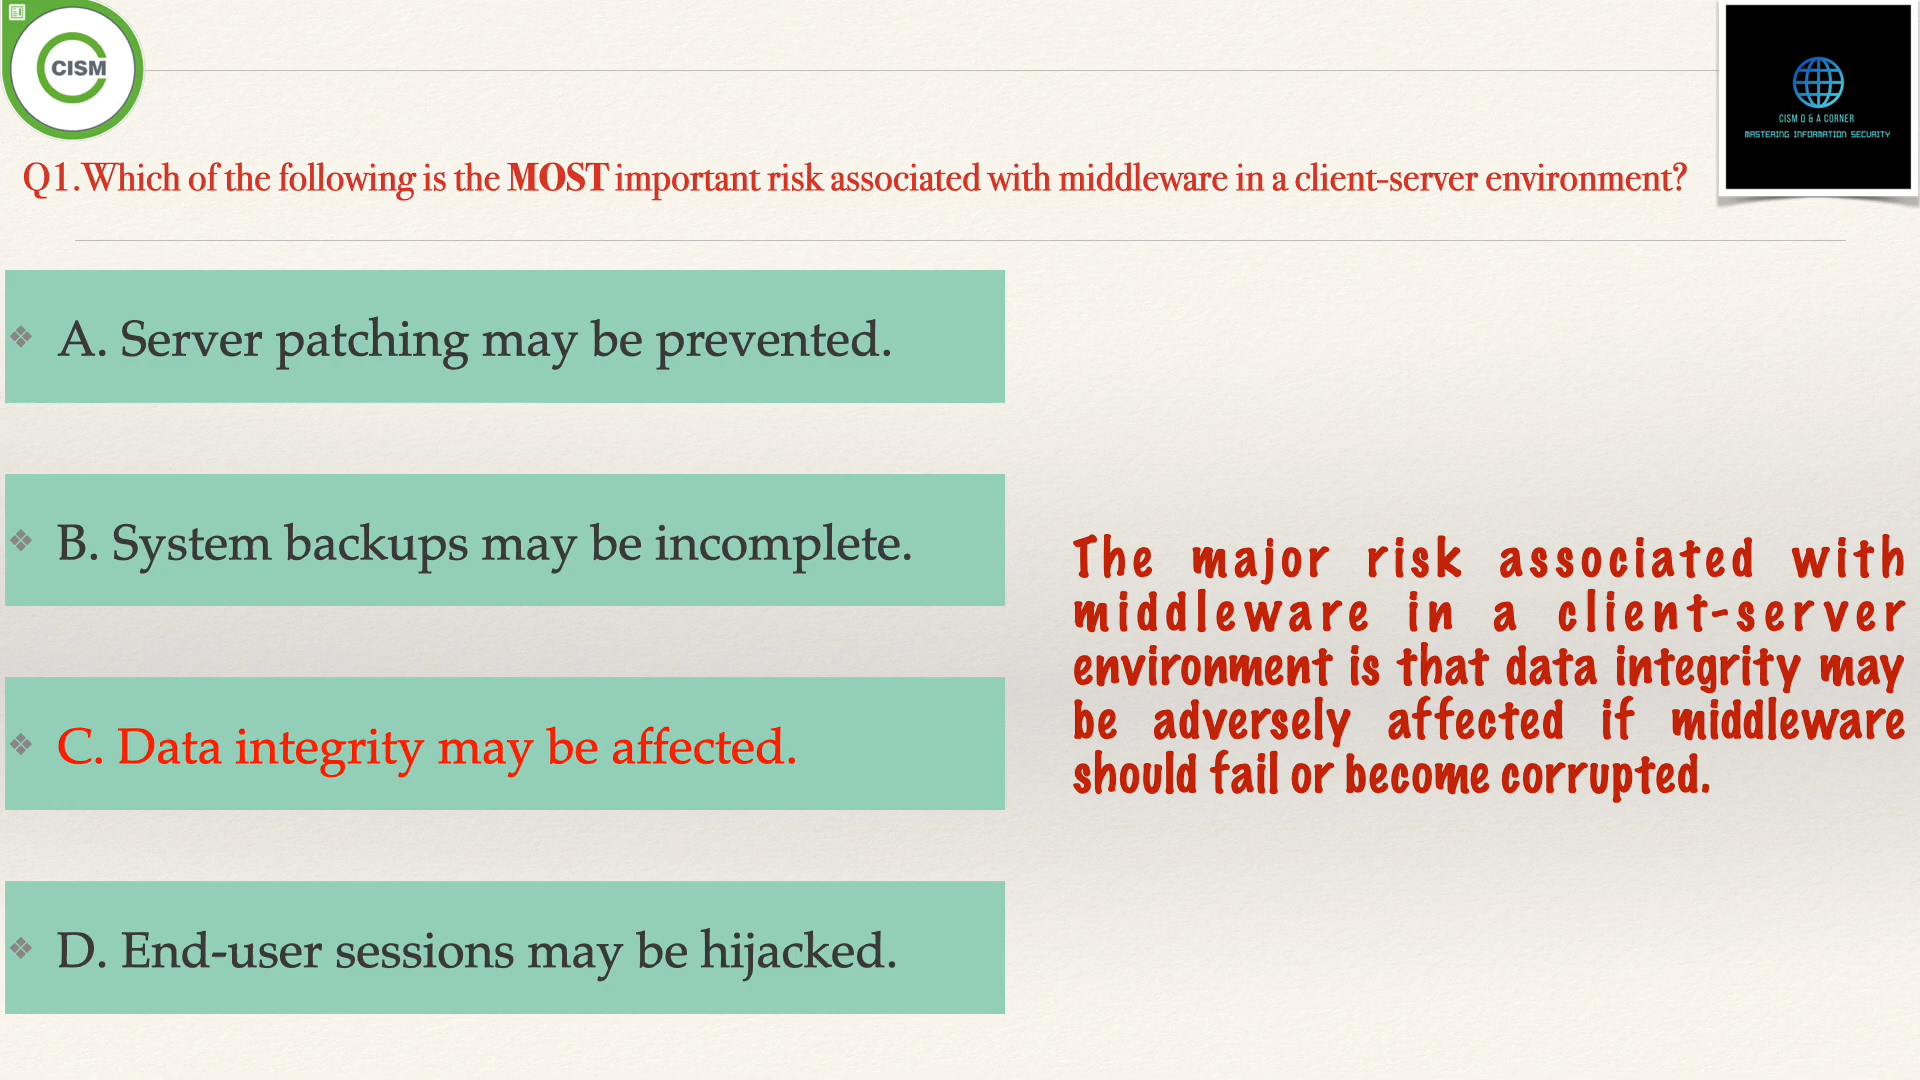 CISM
CISM Q & A CORNER
MASTERING INFORMATION SECURITY
Q1. Which of the following is the MOST important risk associated with middleware in a client-server environment?
❖ A. Server patching may be prevented.
❖ B. System backups may be incomplete.
❖ C. Data integrity may be affected.
❖ D. End-user sessions may be hijacked.
The major risk associated with
middleware in a client-server
environment is that data integrity may
be adversely affected if middleware
should fail or become corrupted.